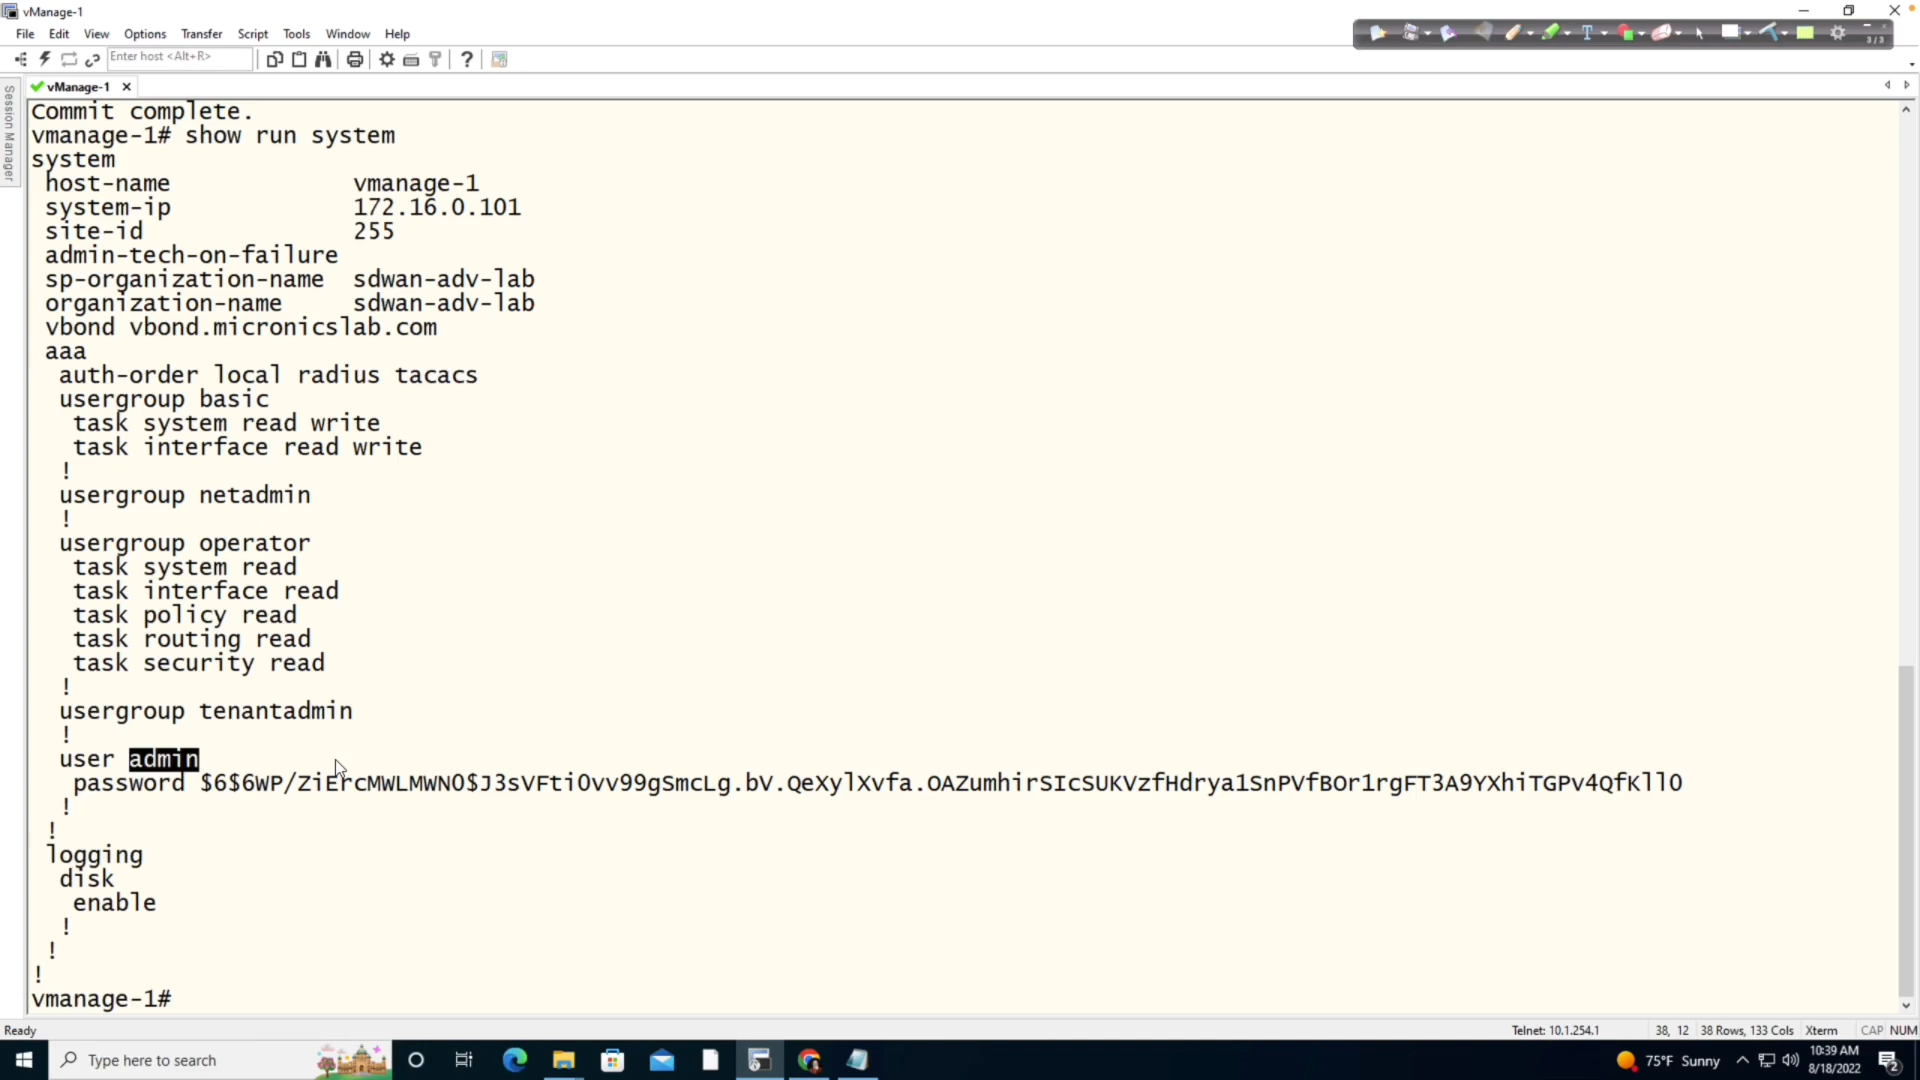 vManage-1
File Edit View Options Transfer Script Tools Window Help
3/3
Enter host <Alt+R>
vManage-1
Session Manager
Commit complete.
vmanage-1# show run system
system
host-name vmanage-1
system-ip 172.16.0.101
site-id 255
admin-tech-on-failure
sp-organization-name sdwan-adv-lab
organization-name sdwan-adv-lab
vbond vbond.micronicslab.com
aaa
auth-order local radius tacacs
usergroup basic
task system read write
task interface read write
!
usergroup netadmin
!
usergroup operator
task system read
task interface read
task policy read
task routing read
task security read
!
usergroup tenantadmin
!
user admin
password $6$6WP/ZiErcMWLMWN0$J3sVFti0vv99gSmcLg.bV.QeXylXvfa.OAZumhirSIcSUKVzfHdrya1SnPVfBOr1rgFT3A9YXhiTGPv4QfKll0
!
!
logging
disk
enable
!
!
!
vmanage-1#
Ready Telnet: 10.1.254.1 38, 12 38 Rows, 133 Cols Xterm CAP NUM
Type here to search 75°F Sunny 10:39 AM
8/18/2022
2